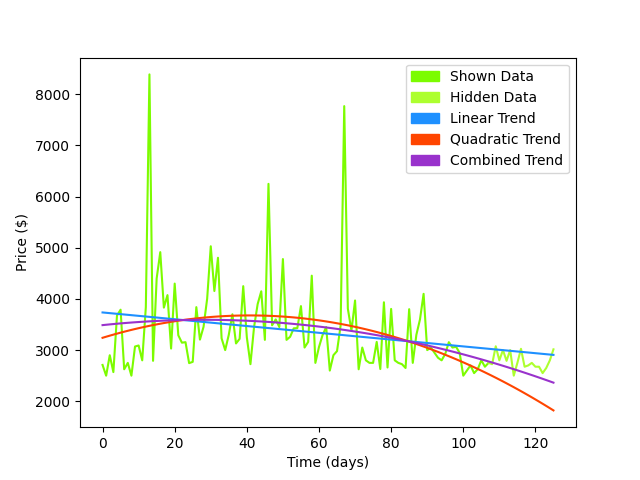 Shown Data
Hidden Data
Linear Trend
Quadratic Trend
Combined Trend
Price ($)
8000
7000
6000
5000
4000
3000
2000
0 20 40 60 80 100 120
Time (days)